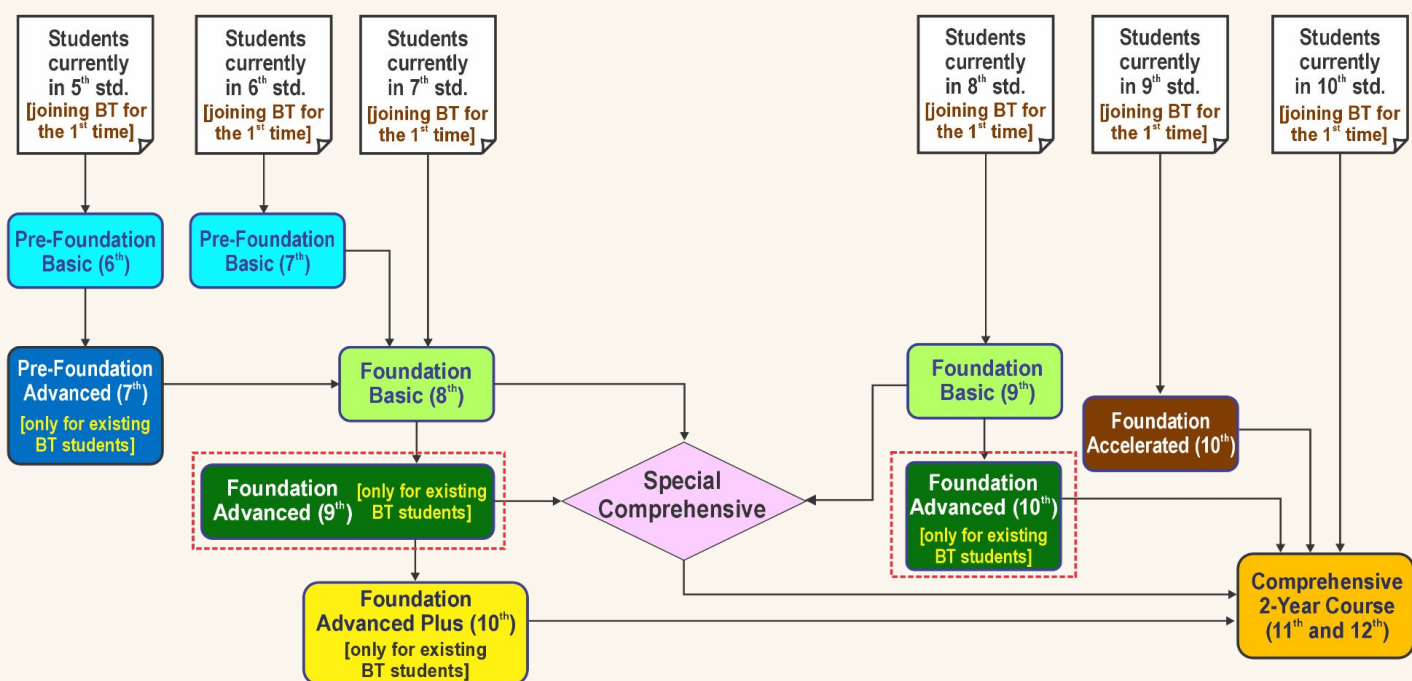 Students
currently
in 5th std.
[joining BT for
the 1st time]
Students
currently
in 6th std.
[joining BT for
the 1st time]
Students
currently
in 7th std.
[joining BT for
the 1st time]
Students
currently
in 8th std.
[joining BT for
the 1st time]
Students
currently
in 9th std.
[joining BT for
the 1st time]
Students
currently
in 10th std.
[joining BT for
the 1st time]
Pre-Foundation
Basic (6th)
Pre-Foundation
Basic (7th)
Pre-Foundation
Advanced (7th)
[only for existing
BT students]
Foundation
Basic (8th)
Foundation
Basic (9th)
Foundation
Accelerated (10th)
Foundation
Advanced (9th)
[only for existing
BT students]
Special
Comprehensive
Foundation
Advanced (10th)
[only for existing
BT students]
Foundation
Advanced Plus (10th)
[only for existing
BT students]
Comprehensive
2-Year Course
(11th and 12th)